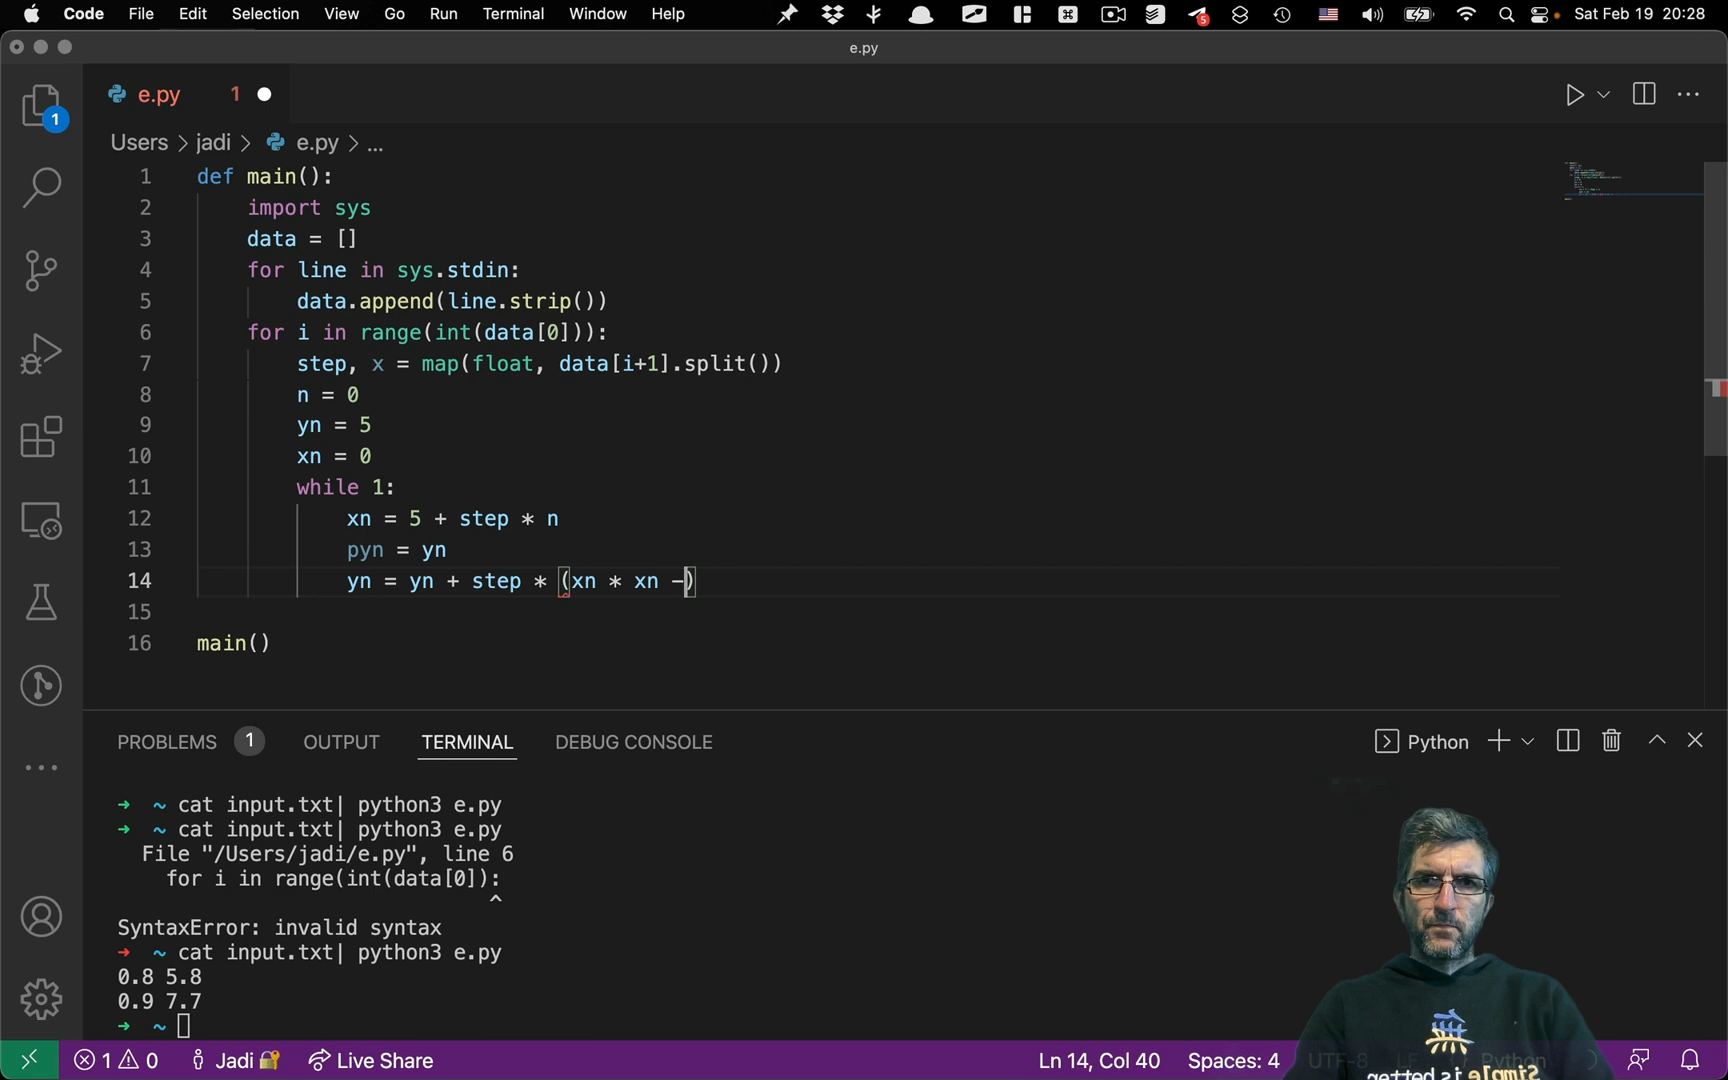 Code File Edit Selection View Go Run Terminal Window Help 5 Sat Feb 19 20:28
e.py
1
e.py 1
Users > jadi > e.py > ...
1 def main():
2 import sys
3 data = []
4 for line in sys.stdin:
5 data.append(line.strip())
6 for i in range(int(data[0])):
7 step, x = map(float, data[i+1].split())
8 n = 0
9 yn = 5
10 xn = 0
11 while 1:
12 xn = 5 + step * n
13 pyn = yn
14 yn = yn + step * (xn * xn -)
15
16 main()
PROBLEMS 1 OUTPUT TERMINAL DEBUG CONSOLE Python
→ ~ cat input.txt| python3 e.py
→ ~ cat input.txt| python3 e.py
File "/Users/jadi/e.py", line 6
for i in range(int(data[0]):
^
SyntaxError: invalid syntax
→ ~ cat input.txt| python3 e.py
0.8 5.8
0.9 7.7
→ ~
1 0 Jadi Live Share Ln 14, Col 40 Spaces: 4 UTF-8 LF Python
Simple is better